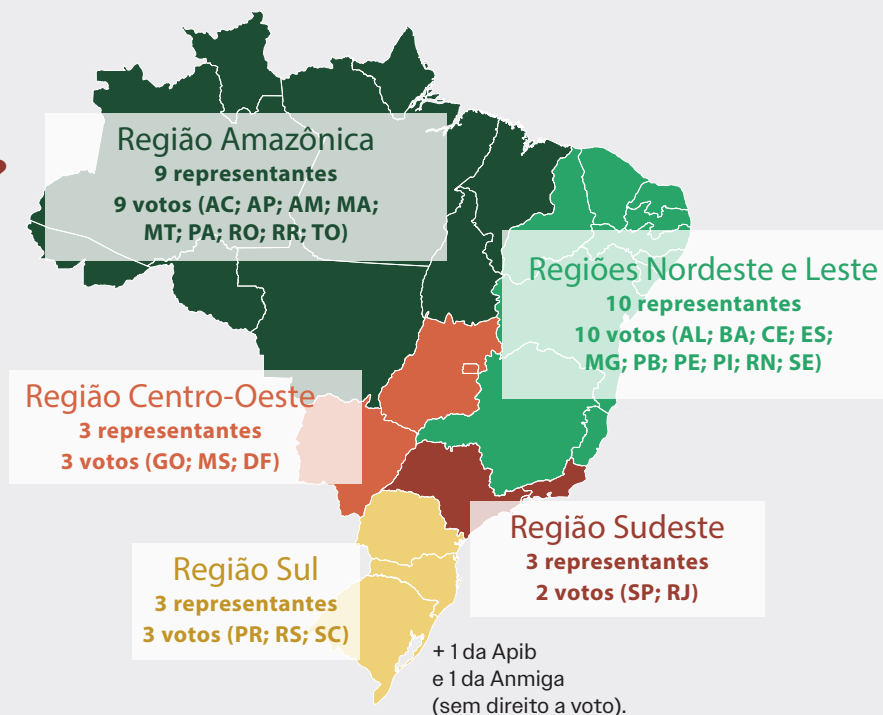 Região Amazônica
9 representantes
9 votos (AC; AP; AM; MA;
MT; PA; RO; RR; TO)
Regiões Nordeste e Leste
10 representantes
10 votos (AL; BA; CE; ES;
MG; PB; PE; PI; RN; SE)
Região Centro-Oeste
3 representantes
3 votos (GO; MS; DF)
Região Sudeste
3 representantes
2 votos (SP; RJ)
Região Sul
3 representantes
3 votos (PR; RS; SC)
+ 1 da Apib
e 1 da Anmiga
(sem direito a voto).